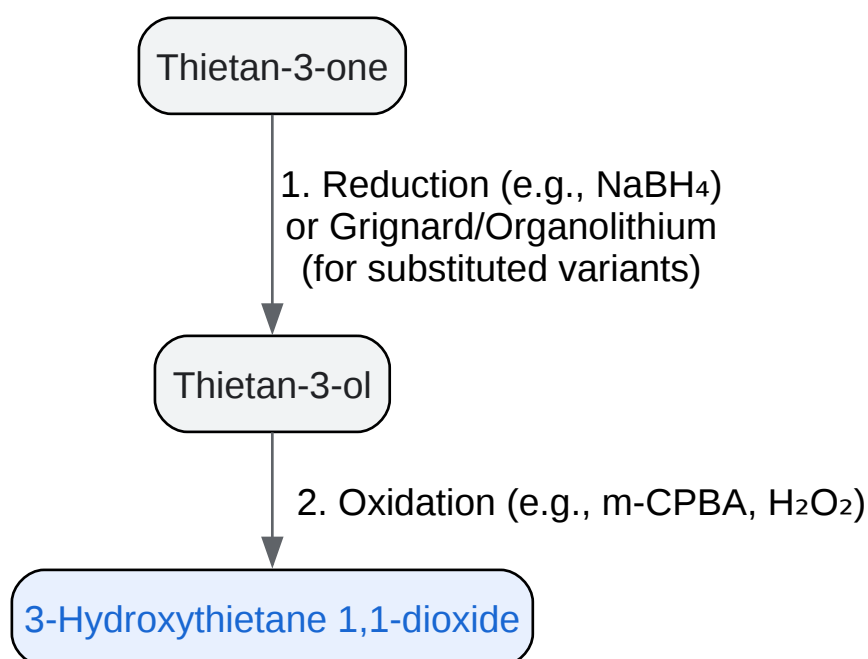 Thietan-3-one
1. Reduction (e.g., NaBH₄)
or Grignard/Organolithium
(for substituted variants)
Thietan-3-ol
2. Oxidation (e.g., m-CPBA, H₂O₂)
3-Hydroxythietane 1,1-dioxide